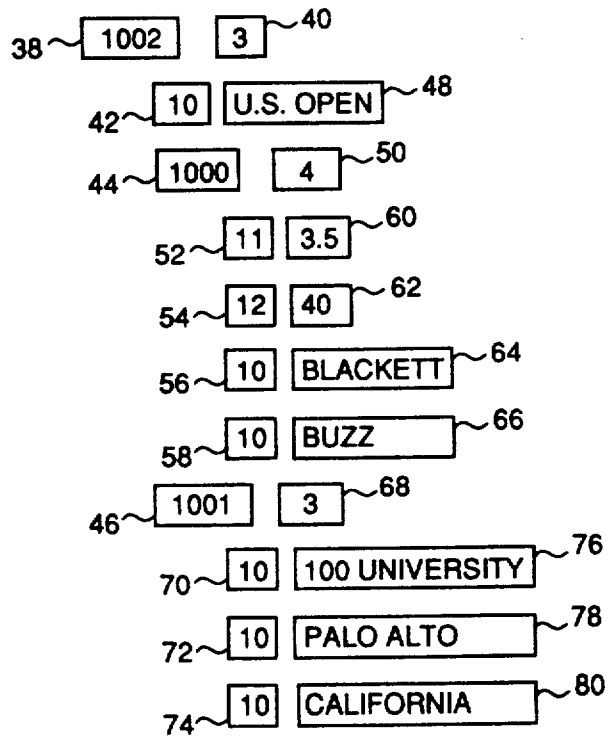 38 1002 3 40
42 10 U.S. OPEN 48
44 1000 4 50
52 11 3.5 60
54 12 40 62
56 10 BLACKETT 64
58 10 BUZZ 66
46 1001 3 68
70 10 100 UNIVERSITY 76
72 10 PALO ALTO 78
74 10 CALIFORNIA 80